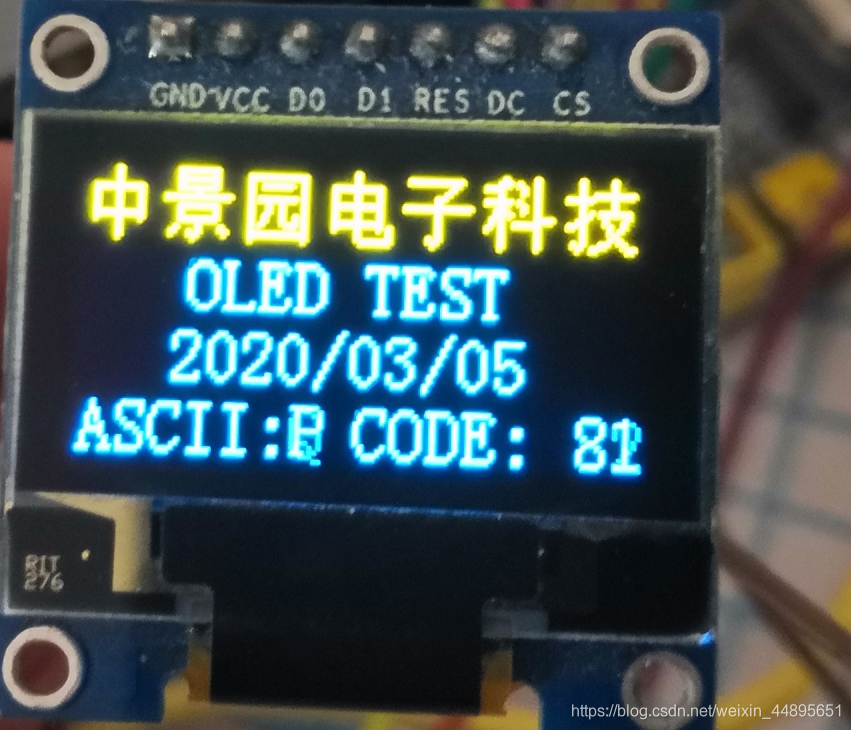 GND VCC D0 D1 RES DC CS
中景园电子科技
OLED TEST
2020/03/05
ASCII: CODE:
RIT
276
https://blog.csdn.net/weixin_44895651